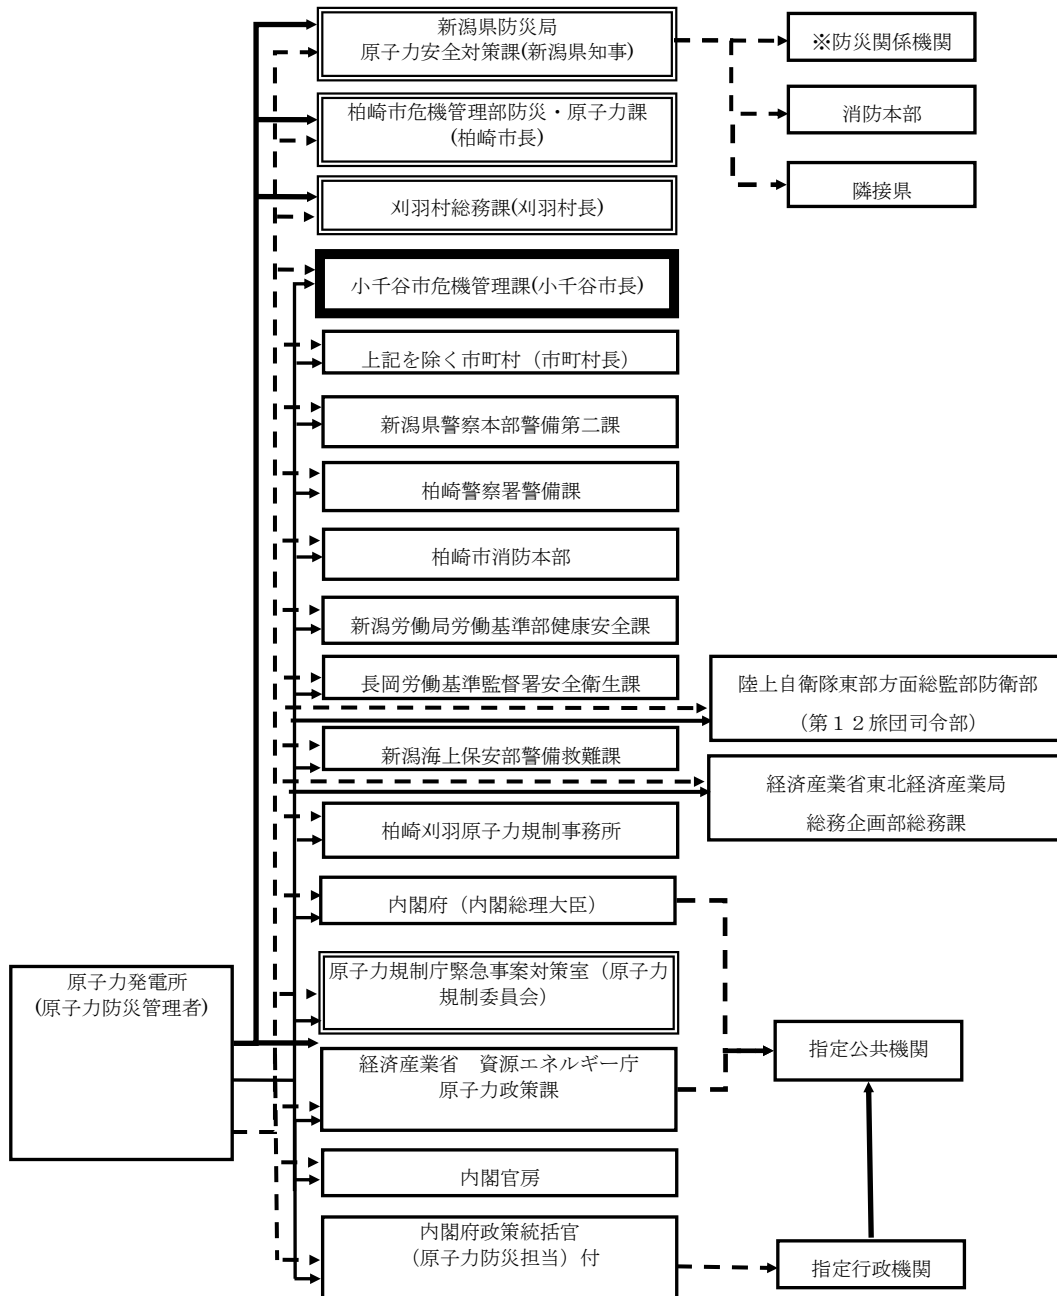 新潟県防災局
原子力安全対策課(新潟県知事)
※防災関係機関
柏崎市危機管理部防災・原子力課
(柏崎市長)
消防本部
隣接県
刈羽村総務課(刈羽村長)
小千谷市危機管理課(小千谷市長)
上記を除く市町村（市町村長）
新潟県警察本部警備第二課
柏崎警察署警備課
柏崎市消防本部
新潟労働局労働基準部健康安全課
長岡労働基準監督署安全衛生課
陸上自衛隊東部方面総監部防衛部
（第１２旅団司令部）
新潟海上保安部警備救難課
経済産業省東北経済産業局
総務企画部総務課
柏崎刈羽原子力規制事務所
内閣府（内閣総理大臣）
原子力規制庁緊急事案対策室（原子力
規制委員会）
原子力発電所
(原子力防災管理者)
指定公共機関
経済産業省　資源エネルギー庁
原子力政策課
内閣官房
内閣府政策統括官
（原子力防災担当）付
指定行政機関